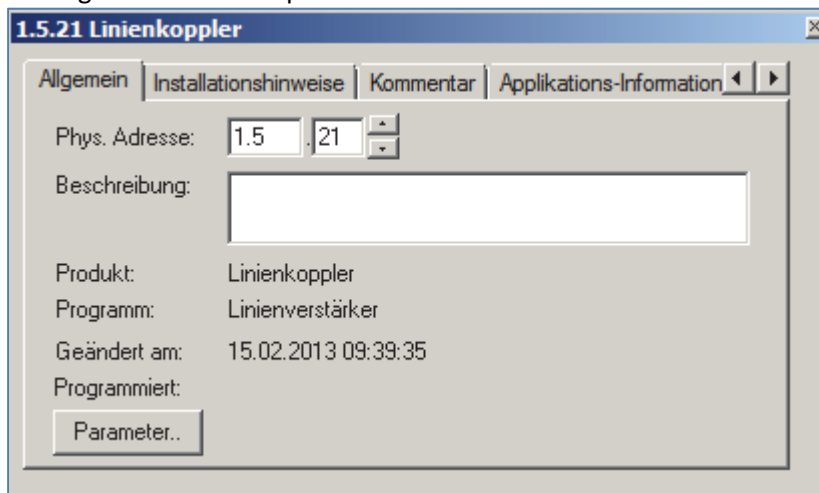 1.5.21 Linienkoppler
Allgemein Installationshinweise Kommentar Applikations-Information
Phys. Adresse: 1.5 . 21
Beschreibung:
Produkt: Linienkoppler
Programm: Linienverstärker
Geändert am: 15.02.2013 09:39:35
Programmiert:
Parameter..